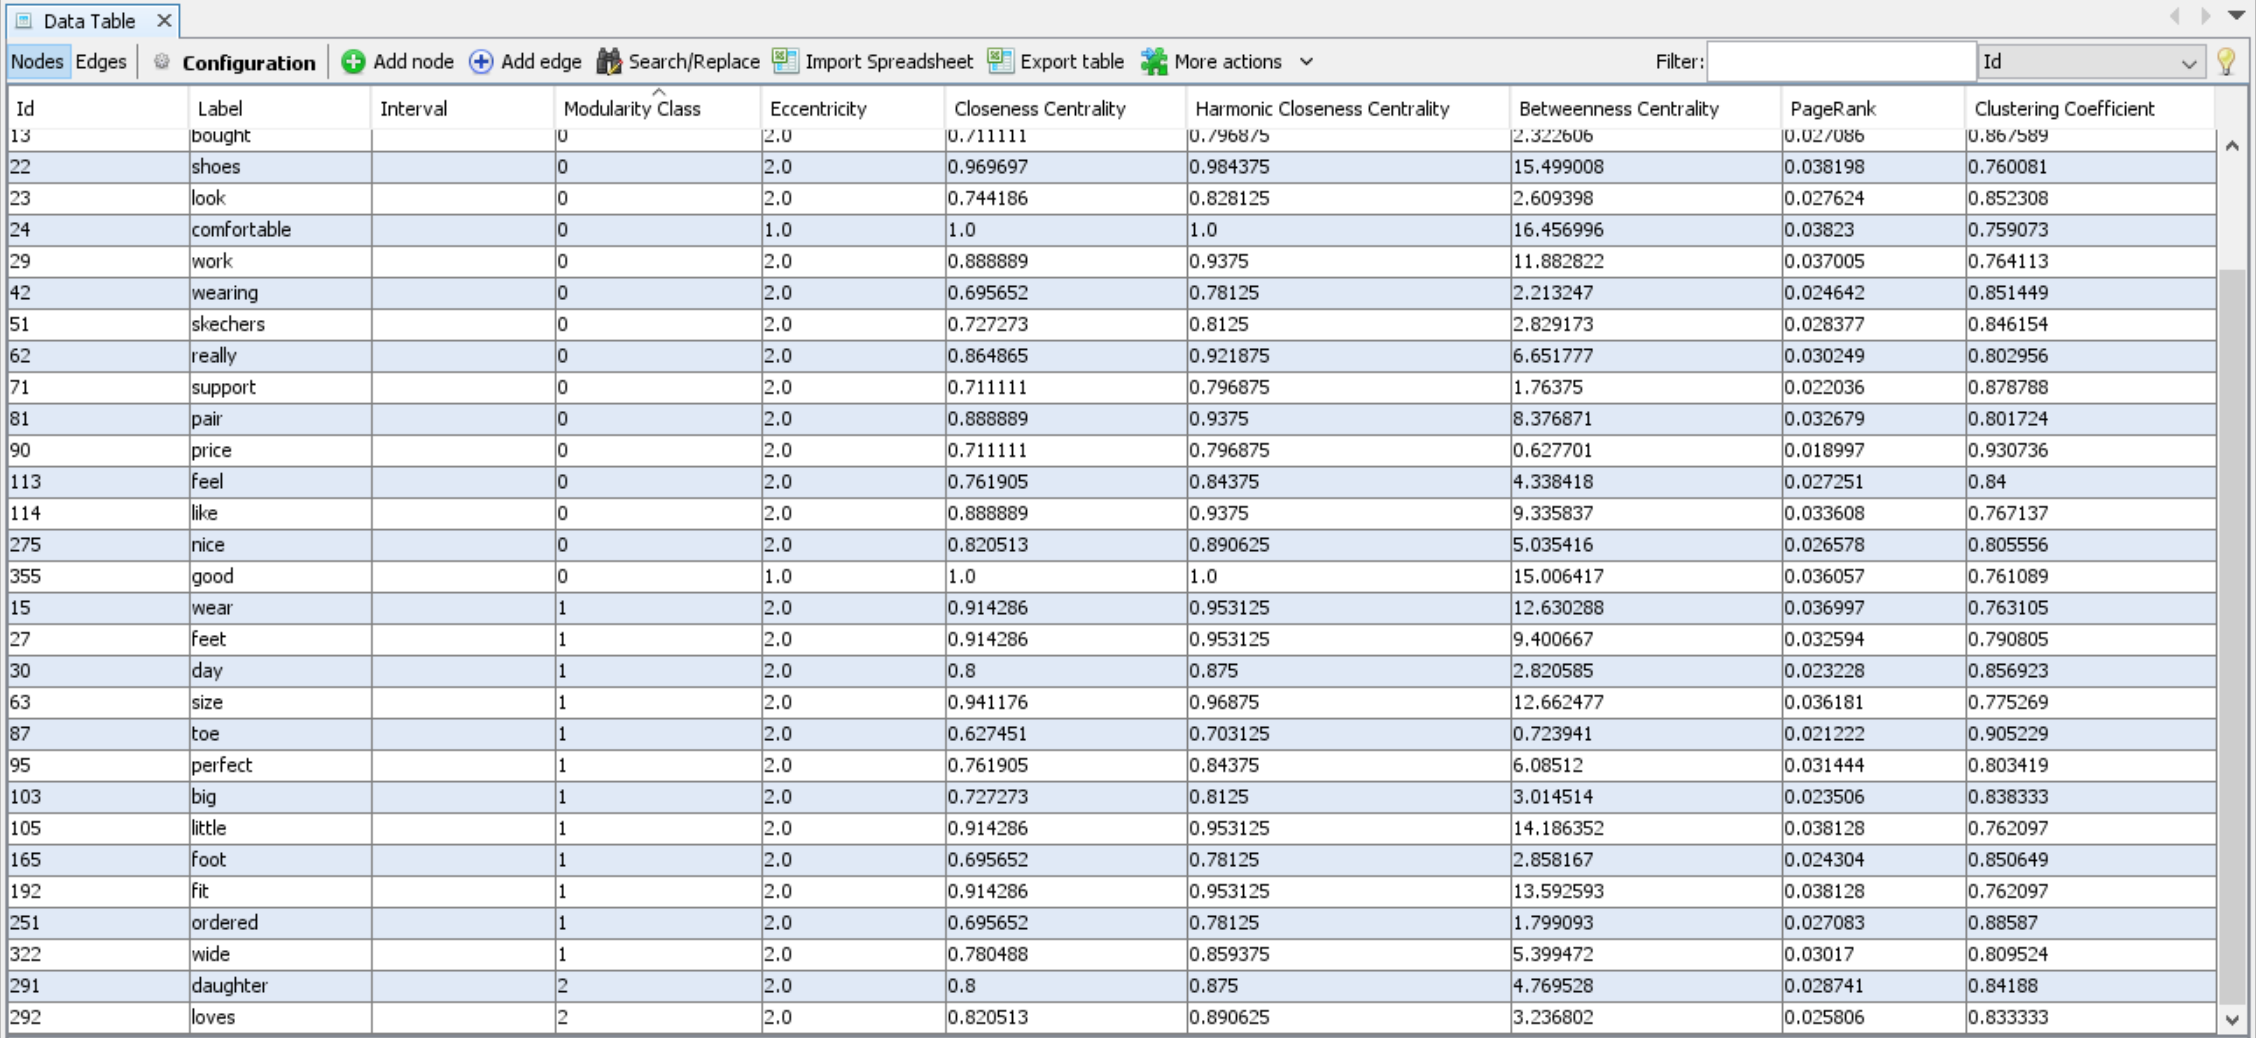 Data Table
Nodes Edges Configuration Add node Add edge Search/Replace Import Spreadsheet Export table More actions Filter: Id
Id Label Interval Modularity Class Eccentricity Closeness Centrality Harmonic Closeness Centrality Betweenness Centrality PageRank Clustering Coefficient
13 bought 0 2.0 0.711111 0.796875 2.322606 0.027086 0.867589
22 shoes 0 2.0 0.969697 0.984375 15.499008 0.038198 0.760081
23 look 0 2.0 0.744186 0.828125 2.609398 0.027624 0.852308
24 comfortable 0 1.0 1.0 1.0 16.456996 0.03823 0.759073
29 work 0 2.0 0.888889 0.9375 11.882822 0.037005 0.764113
42 wearing 0 2.0 0.695652 0.78125 2.213247 0.024642 0.851449
51 skechers 0 2.0 0.727273 0.8125 2.829173 0.028377 0.846154
62 really 0 2.0 0.864865 0.921875 6.651777 0.030249 0.802956
71 support 0 2.0 0.711111 0.796875 1.76375 0.022036 0.878788
81 pair 0 2.0 0.888889 0.9375 8.376871 0.032679 0.801724
90 price 0 2.0 0.711111 0.796875 0.627701 0.018997 0.930736
113 feel 0 2.0 0.761905 0.84375 4.338418 0.027251 0.84
114 like 0 2.0 0.888889 0.9375 9.335837 0.033608 0.767137
275 nice 0 2.0 0.820513 0.890625 5.035416 0.026578 0.805556
355 good 0 1.0 1.0 1.0 15.006417 0.036057 0.761089
15 wear 1 2.0 0.914286 0.953125 12.630288 0.036997 0.763105
27 feet 1 2.0 0.914286 0.953125 9.400667 0.032594 0.790805
30 day 1 2.0 0.8 0.875 2.820585 0.023228 0.856923
63 size 1 2.0 0.941176 0.96875 12.662477 0.036181 0.775269
87 toe 1 2.0 0.627451 0.703125 0.723941 0.021222 0.905229
95 perfect 1 2.0 0.761905 0.84375 6.08512 0.031444 0.803419
103 big 1 2.0 0.727273 0.8125 3.014514 0.023506 0.838333
105 little 1 2.0 0.914286 0.953125 14.186352 0.038128 0.762097
165 foot 1 2.0 0.695652 0.78125 2.858167 0.024304 0.850649
192 fit 1 2.0 0.914286 0.953125 13.592593 0.038128 0.762097
251 ordered 1 2.0 0.695652 0.78125 1.799093 0.027083 0.88587
322 wide 1 2.0 0.780488 0.859375 5.399472 0.03017 0.809524
291 daughter 2 2.0 0.8 0.875 4.769528 0.028741 0.84188
292 loves 2 2.0 0.820513 0.890625 3.236802 0.025806 0.833333